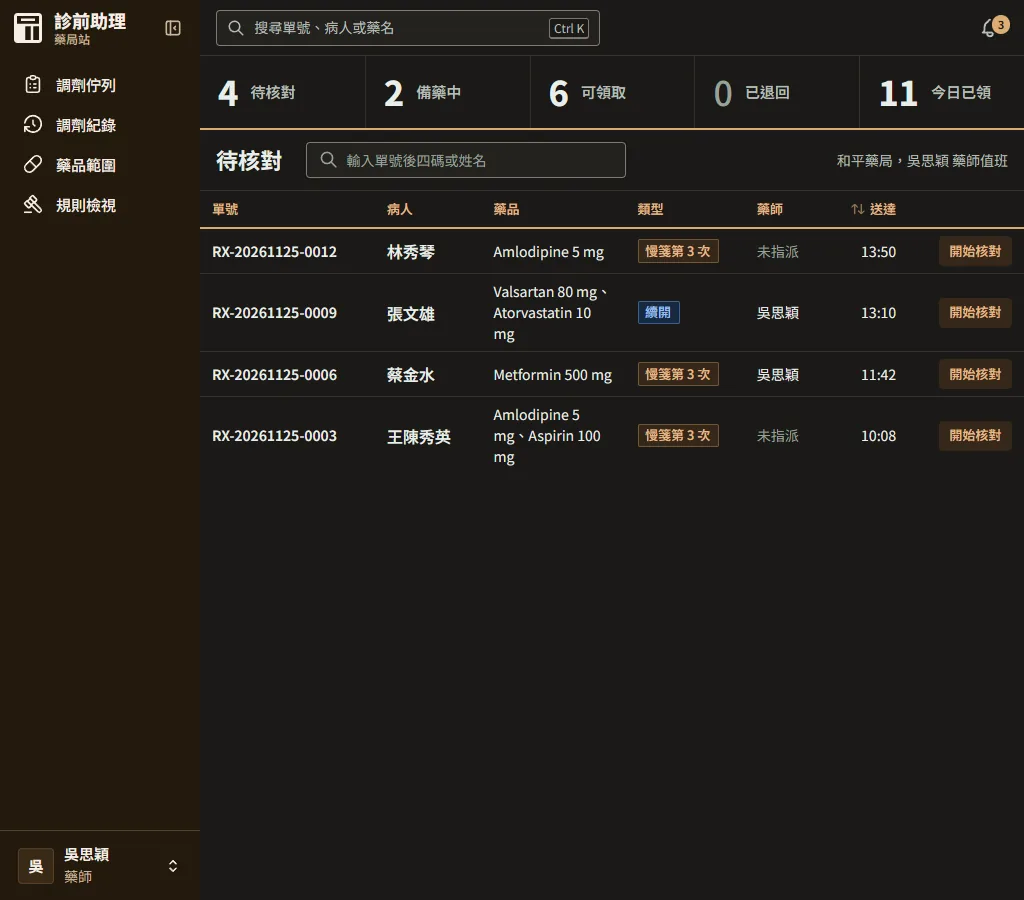 診前助理
藥局站
搜尋單號、病人或藥名
Ctrl K
3
調劑佇列
調劑紀錄
藥品範圍
規則檢視
4 待核對
2 備藥中
6 可領取
0 已退回
11 今日已領
待核對
輸入單號後四碼或姓名
和平藥局，吳思穎 藥師值班
單號 病人 藥品 類型 藥師 送達
RX-20261125-0012 林秀琴 Amlodipine 5 mg 慢箋第 3 次 未指派 13:50 開始核對
Valsartan 80 mg、
RX-20261125-0009 張文雄 Atorvastatin 10 續開 吳思穎 13:10 開始核對
mg
RX-20261125-0006 蔡金水 Metformin 500 mg 慢箋第 3 次 吳思穎 11:42 開始核對
Amlodipine 5
RX-20261125-0003 王陳秀英 mg、Aspirin 100 慢箋第 3 次 未指派 10:08 開始核對
mg
吳
吳思穎
藥師